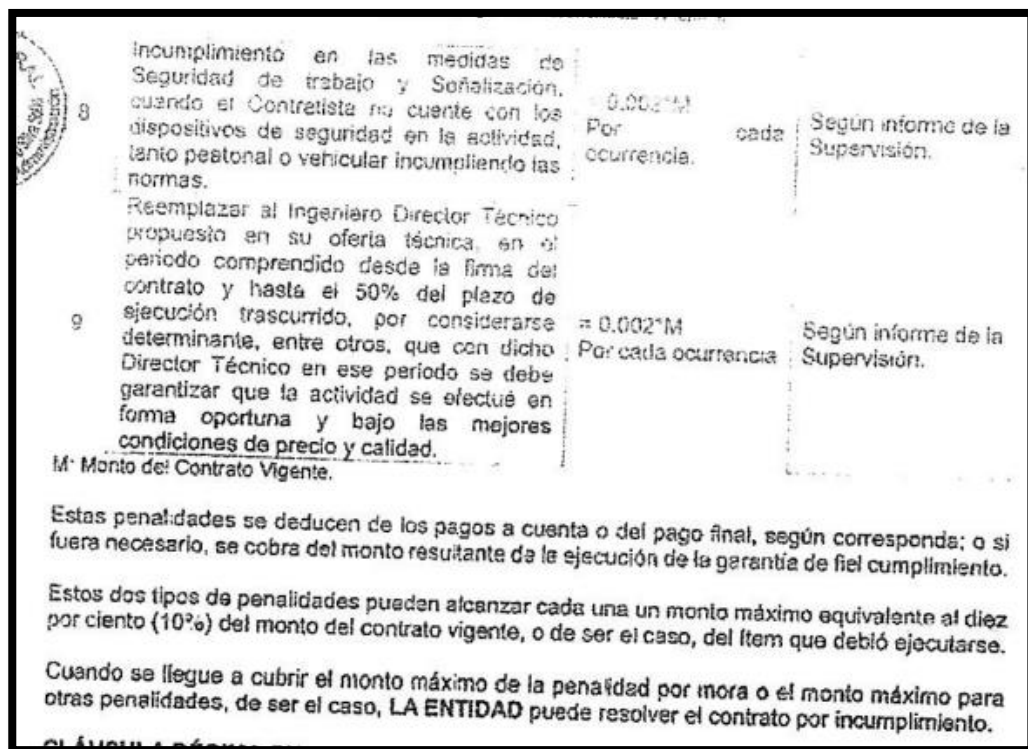 8
Incumplimiento en las medidas de
Seguridad de trabajo y Señalización,
cuando el Contratista no cuente con los
dispositivos de seguridad en la actividad,
tanto peatonal o vehicular incumpliendo las
normas.
= 0.002*M
Por cada
ocurrencia.
Según informe de la
Supervisión.
9
Reemplazar al Ingeniero Director Técnico
propuesto en su oferta técnica, en el
periodo comprendido desde la firma del
contrato y hasta el 50% del plazo de
ejecución trascurrido, por considerarse
determinante, entre otros, que con dicho
Director Técnico en ese periodo se debe
garantizar que la actividad se efectué en
forma oportuna y bajo las mejores
condiciones de precio y calidad.
= 0.002*M
Por cada ocurrencia
Según informe de la
Supervisión.
M: Monto del Contrato Vigente.
Estas penalidades se deducen de los pagos a cuenta o del pago final, según corresponda; o si
fuera necesario, se cobra del monto resultante de la ejecución de la garantía de fiel cumplimiento.
Estos dos tipos de penalidades pueden alcanzar cada una un monto máximo equivalente al diez
por ciento (10%) del monto del contrato vigente, o de ser el caso, del ítem que debió ejecutarse.
Cuando se llegue a cubrir el monto máximo de la penalidad por mora o el monto máximo para
otras penalidades, de ser el caso, LA ENTIDAD puede resolver el contrato por incumplimiento.